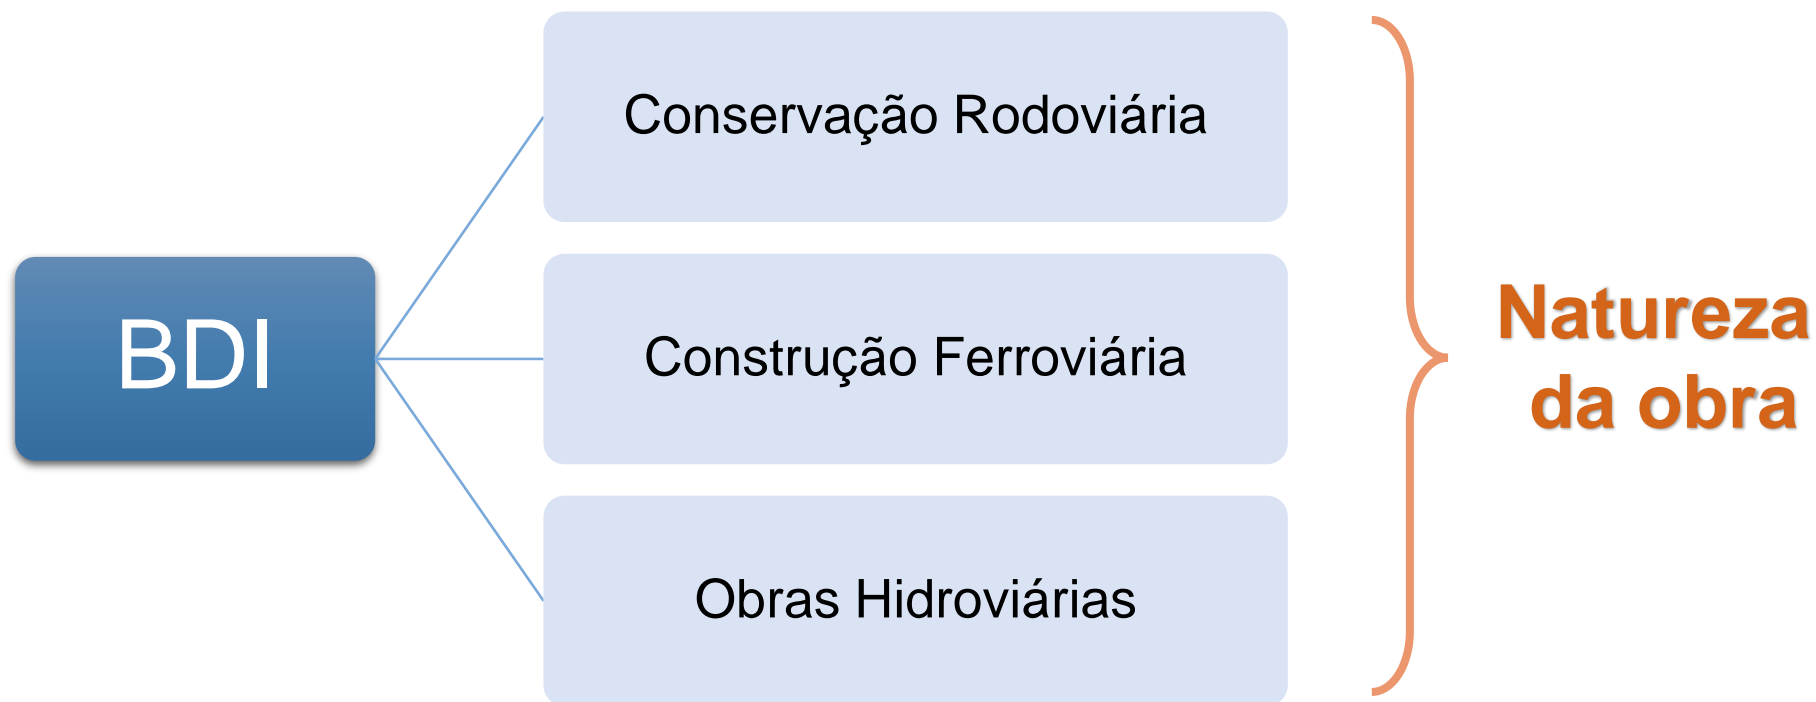 BDI
Conservação Rodoviária
Construção Ferroviária
Obras Hidroviárias
Natureza
da obra